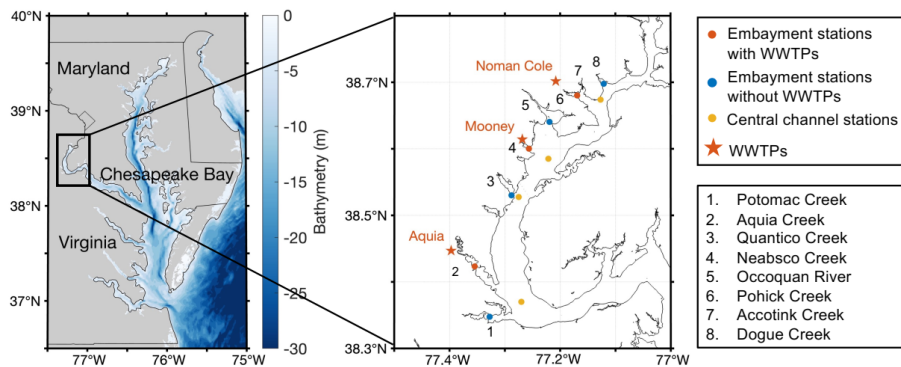 40°N
39°N
38°N
37°N
77°W
76°W
75°W
Maryland
Chesapeake Bay
Virginia
0
-5
-10
-15
-20
-25
-30
Bathymetry (m)
38.7°N
38.5°N
38.3°N
77.4°W
77.2°W
77°W
Noman Cole
Mooney
Aquia
8
7
6
5
4
3
2
1
Embayment stations
with WWTPs
Embayment stations
without WWTPs
Central channel stations
WWTPs
1. Potomac Creek
2. Aquia Creek
3. Quantico Creek
4. Neabsco Creek
5. Occoquan River
6. Pohick Creek
7. Accotink Creek
8. Dogue Creek